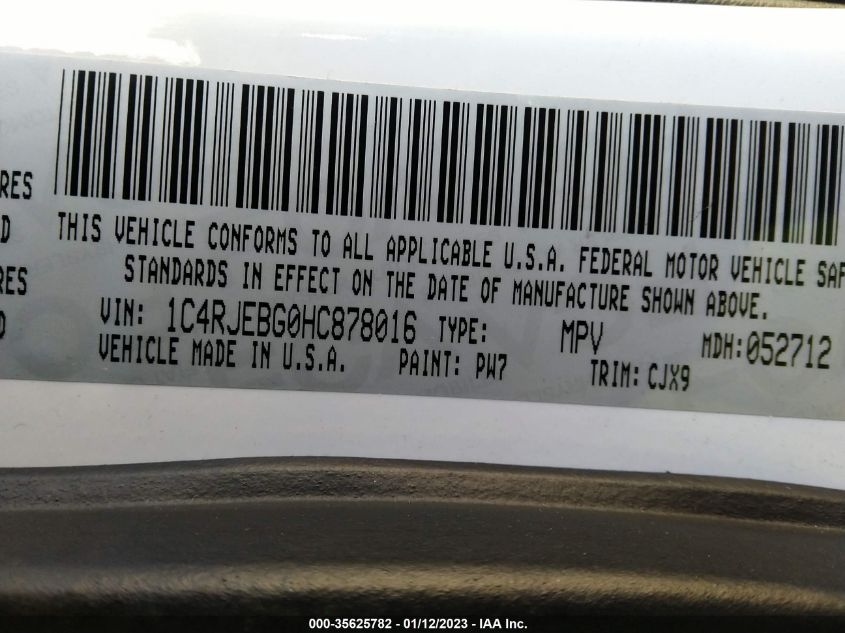 RES
D
RES
D
THIS VEHICLE CONFORMS TO ALL APPLICABLE U.S.A. FEDERAL MOTOR VEHICLE SAF
STANDARDS IN EFFECT ON THE DATE OF MANUFACTURE SHOWN ABOVE.
VIN: 1C4RJEBG0HC878016 TYPE: MPV MDH:052712
VEHICLE MADE IN U.S.A. PAINT: PW7 TRIM: CJX9
000-35625782 - 01/12/2023 - IAA Inc.